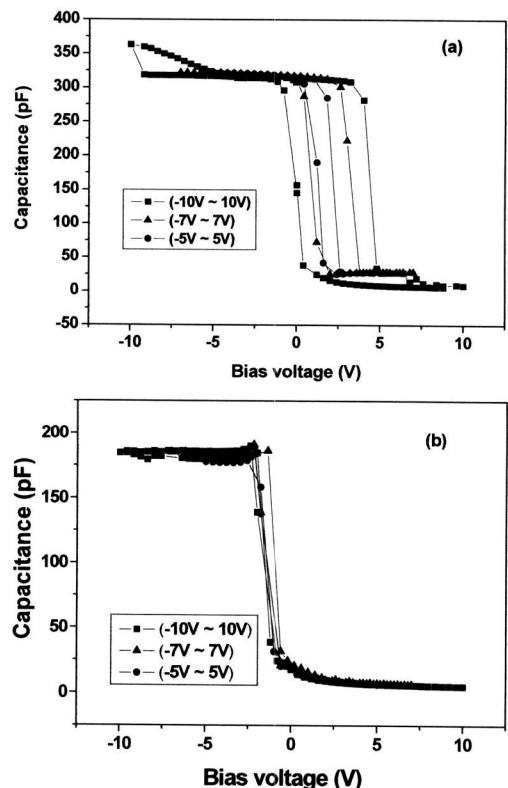 400
350
300
250
200
150
100
50
0
-50
Capacitance (pF)
(a)
(-10V ~ 10V)
(-7V ~ 7V)
(-5V ~ 5V)
-10
-5
0
5
10
Bias voltage (V)
200
150
100
50
0
Capacitance (pF)
(b)
(-10V ~ 10V)
(-7V ~ 7V)
(-5V ~ 5V)
-10
-5
0
5
10
Bias voltage (V)